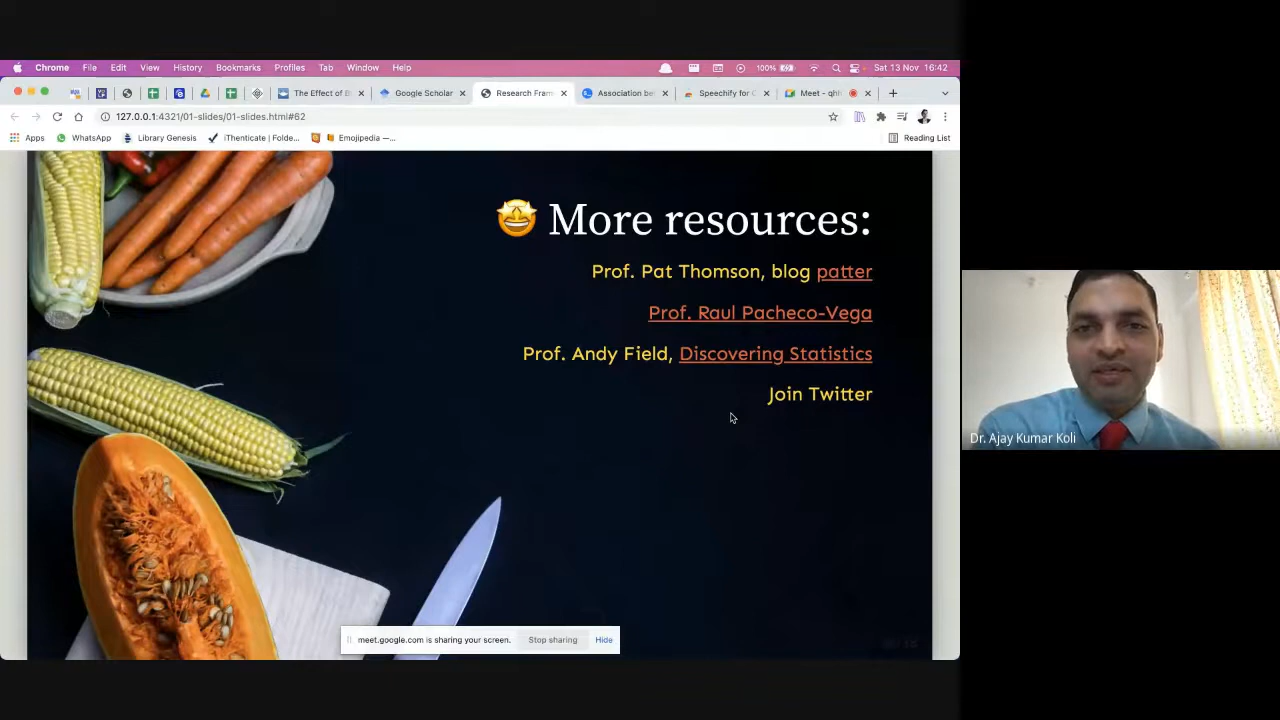 Chrome File Edit View History Bookmarks Profiles Tab Window Help 100% Sat 13 Nov 16:42
The Effect of Google Scholar Research Fram Association be Speechify for Meet - qhh
127.0.0.1:4321/01-slides/01-slides.html#62
Apps WhatsApp Library Genesis iThenticate | Folde... Emojipedia —... Reading List
🤩 More resources:
Prof. Pat Thomson, blog patter
Prof. Raul Pacheco-Vega
Prof. Andy Field, Discovering Statistics
Join Twitter
Dr. Ajay Kumar Koli
meet.google.com is sharing your screen. Stop sharing Hide